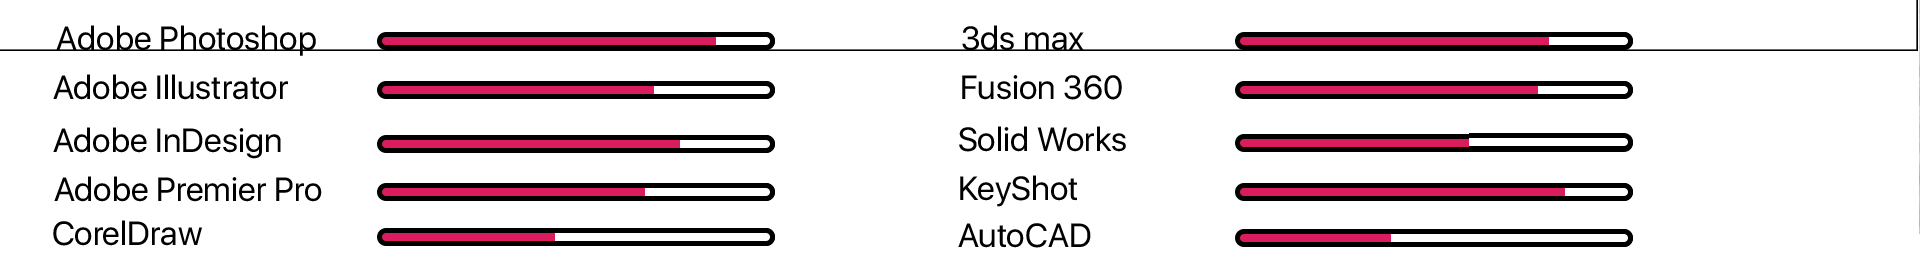 Adobe Photoshop
Adobe Illustrator
Adobe InDesign
Adobe Premier Pro
CorelDraw
3ds max
Fusion 360
Solid Works
KeyShot
AutoCAD